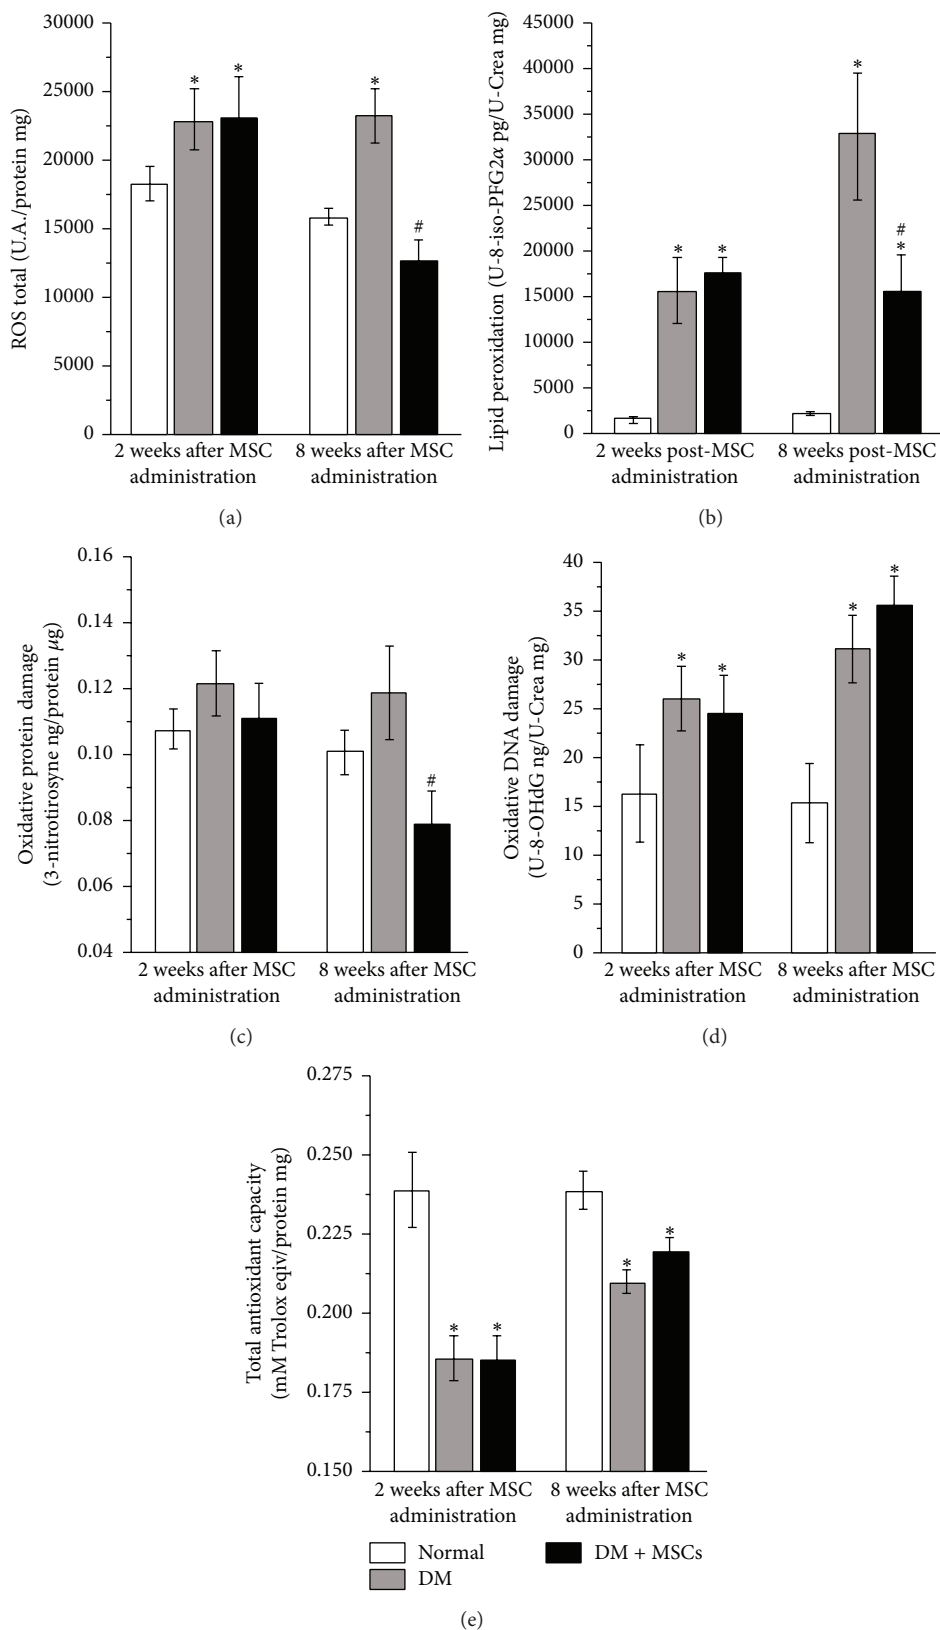 30000
25000
20000
15000
10000
5000
0
ROS total (U.A./protein mg)
*
*
*
#
2 weeks after MSC
administration
8 weeks after MSC
administration
(a)
45000
40000
35000
30000
25000
20000
15000
10000
5000
0
Lipid peroxidation (U-8-iso-PFG2α pg/U-Crea mg)
*
*
*
#
*
2 weeks post-MSC
administration
8 weeks post-MSC
administration
(b)
0.16
0.14
0.12
0.10
0.08
0.06
0.04
Oxidative protein damage
(3-nitrotirosyne ng/protein μg)
#
2 weeks after MSC
administration
8 weeks after MSC
administration
(c)
40
35
30
25
20
15
10
5
0
Oxidative DNA damage
(U-8-OHdG ng/U-Crea mg)
*
*
*
*
2 weeks after MSC
administration
8 weeks after MSC
administration
(d)
0.275
0.250
0.225
0.200
0.175
0.150
Total antioxidant capacity
(mM Trolox eqiv/protein mg)
*
*
*
*
2 weeks after MSC
administration
8 weeks after MSC
administration
Normal
DM
DM + MSCs
(e)